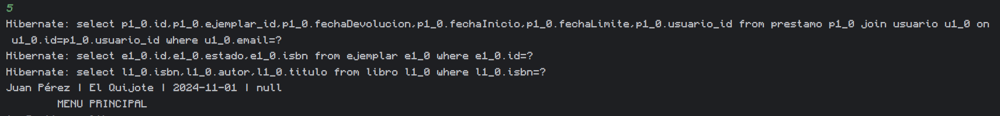 5
Hibernate: select p1_0.id,p1_0.ejemplar_id,p1_0.fechaDevolucion,p1_0.fechaInicio,p1_0.fechaLimite,p1_0.usuario_id from prestamo p1_0 join usuario u1_0 on
u1_0.id=p1_0.usuario_id where u1_0.email=?
Hibernate: select e1_0.id,e1_0.estado,e1_0.isbn from ejemplar e1_0 where e1_0.id=?
Hibernate: select l1_0.isbn,l1_0.autor,l1_0.titulo from libro l1_0 where l1_0.isbn=?
Juan Pérez | El Quijote | 2024-11-01 | null
MENU PRINCIPAL